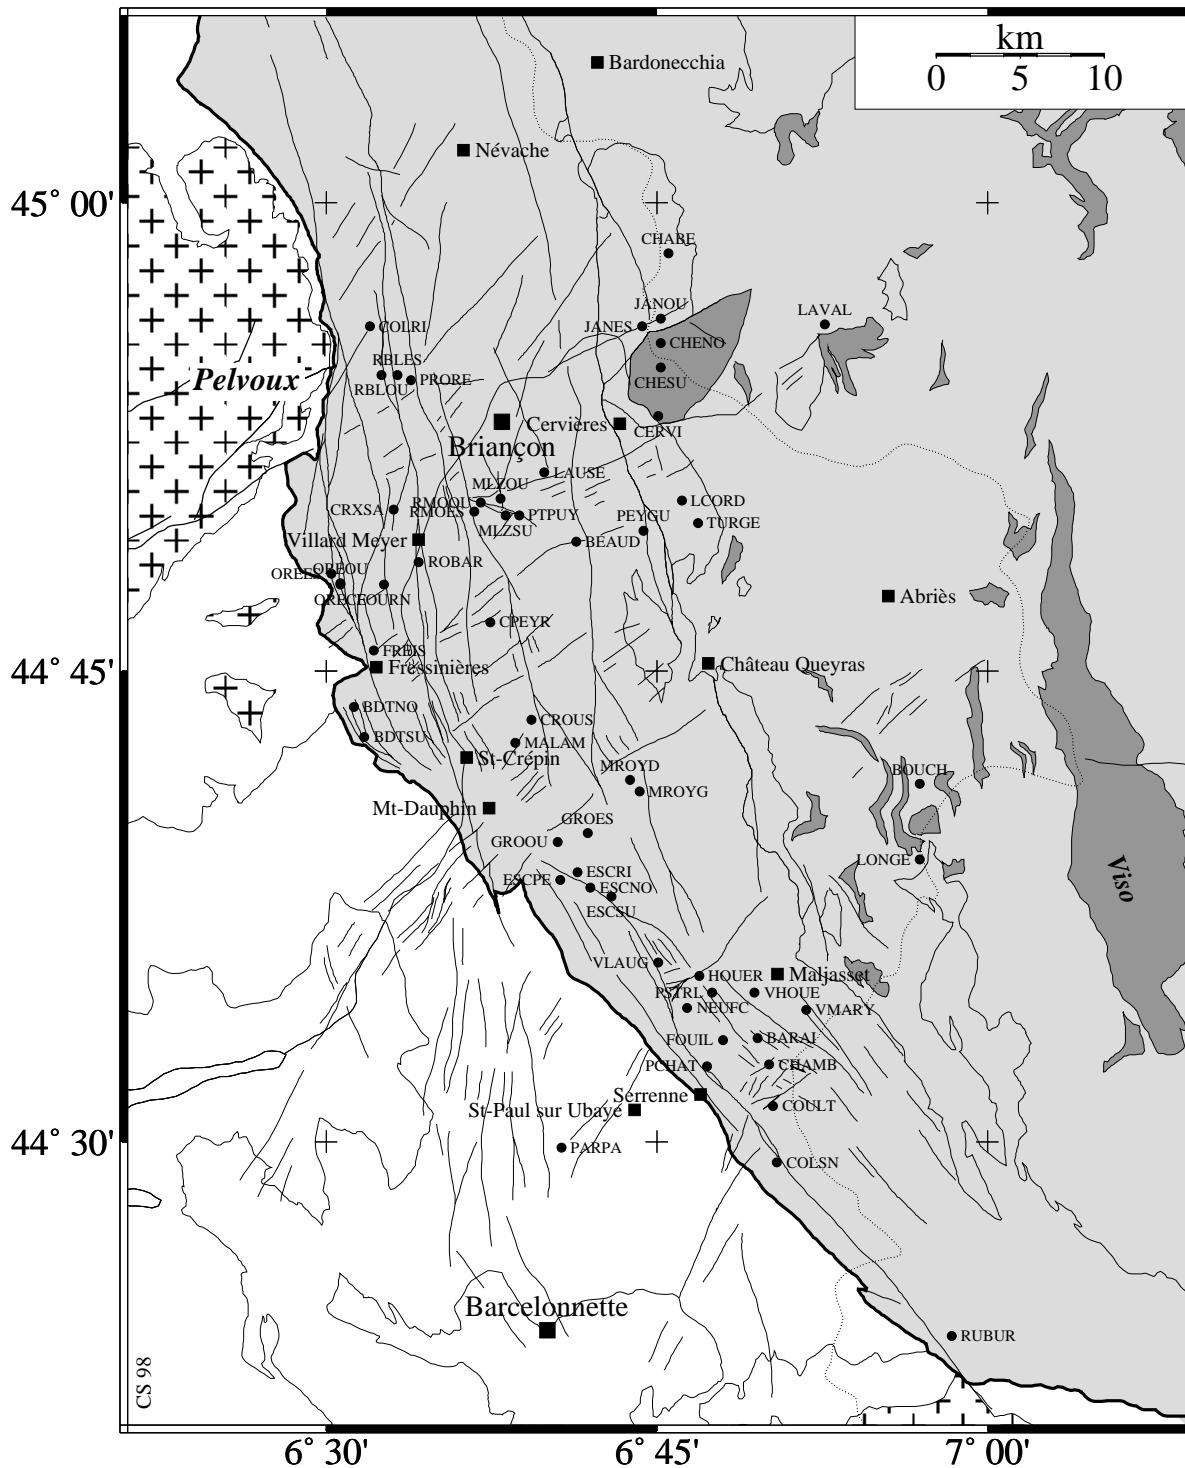 km
0 5 10
Bardonecchia
Névache
45° 00'
CHABE
JANOU
LAVAL
COLRI
JANES
CHENO
RBLES
Pelvoux
PRORE
RBLOU
CHESU
Cervières
CERVI
Briançon
LAUSE
MLZOU
LCORD
RMOOU
CRXSA
RMOES
PTPUY
PEYGU
TURGE
MLZSU
Villard Meyer
BEAUD
ROBAR
OREOU
OREES
ORECE
FOURN
Abriès
CPEYR
FREIS
Fressinières
Château Queyras
44° 45'
BDTNO
CROUS
BDTSU
MALAM
St-Crépin
MROYD
BOUCH
MROYG
Mt-Dauphin
GROES
GROOU
LONGE
Viso
ESCRI
ESCPE
ESCNO
ESCSU
VLAUG
HOUER
Maljasset
PSTRL
VHOUE
NEUFC
VMARY
FOUIL
BARAI
PCHAT
CHAMB
Serrenne
St-Paul sur Ubaye
COULT
44° 30'
PARPA
COLSN
Barcelonnette
RUBUR
CS 98
6° 30' 6° 45' 7° 00'